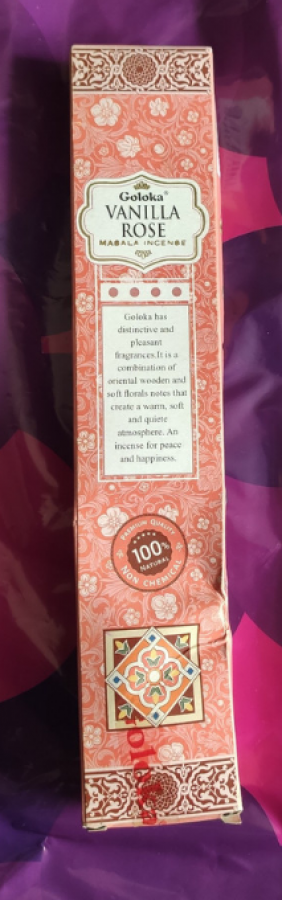 Goloka®
VANILLA
ROSE
MASALA INCENSE
Goloka has
distinctive and
pleasant
fragrances.It is a
combination of
oriental wooden and
soft florals notes that
create a warm, soft
and quiete
atmosphere. An
incense for peace
and happiness.
PREMIUM QUALITY
100%
NATURAL
NON CHEMICAL
Goloka